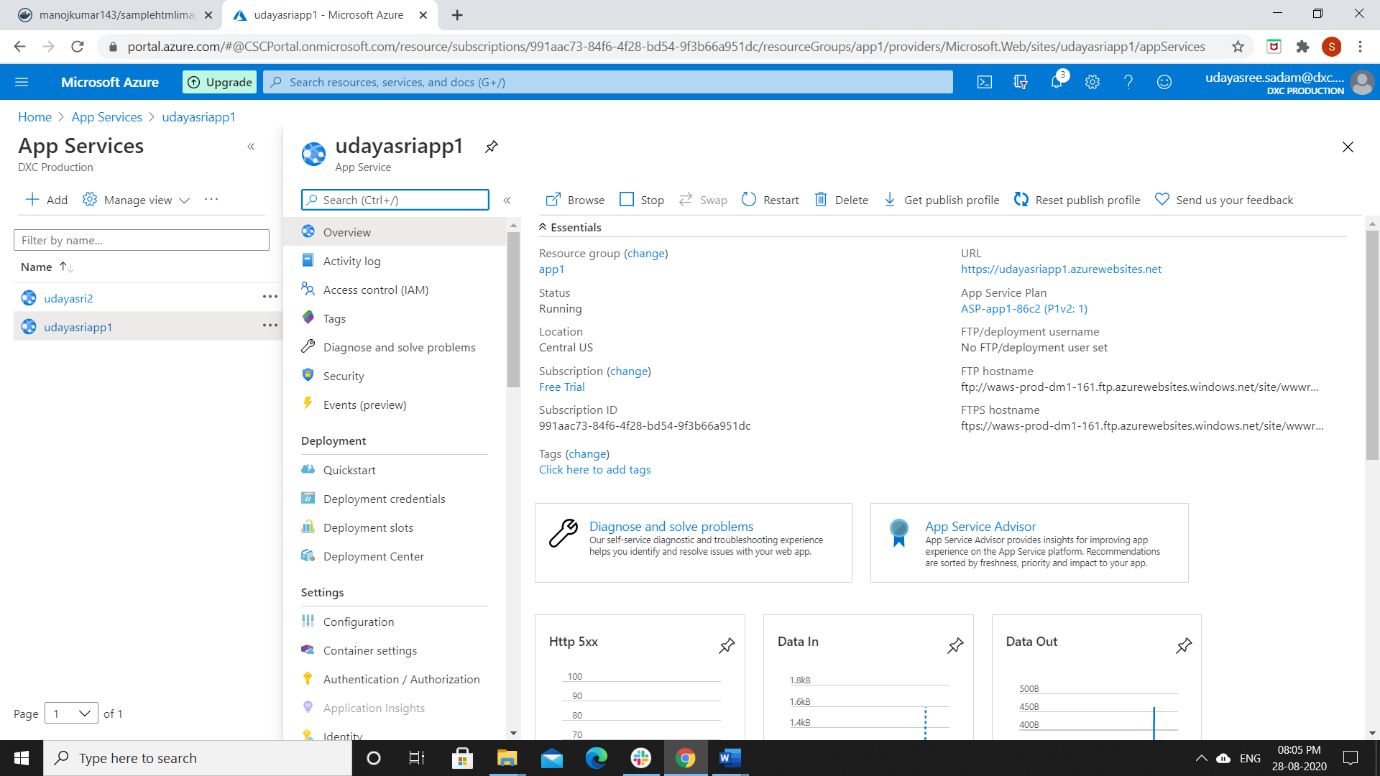 manojkumar143/samplehtmlima
udayasriapp1 - Microsoft Azure
portal.azure.com/#@CSCPortal.onmicrosoft.com/resource/subscriptions/991aac73-84f6-4f28-bd54-9f3b66a951dc/resourceGroups/app1/providers/Microsoft.Web/sites/udayasriapp1/appServices
S
Microsoft Azure
Upgrade
Search resources, services, and docs (G+/)
3
udayasree.sadam@dxc....
DXC PRODUCTION
Home > App Services > udayasriapp1
App Services
DXC Production
Add
Manage view
Filter by name...
Name
udayasri2
udayasriapp1
Page 1 of 1
udayasriapp1
App Service
Search (Ctrl+/)
Overview
Activity log
Access control (IAM)
Tags
Diagnose and solve problems
Security
Events (preview)
Deployment
Quickstart
Deployment credentials
Deployment slots
Deployment Center
Settings
Configuration
Container settings
Authentication / Authorization
Application Insights
Identity
Browse
Stop
Swap
Restart
Delete
Get publish profile
Reset publish profile
Send us your feedback
Essentials
Resource group (change)
app1
Status
Running
Location
Central US
Subscription (change)
Free Trial
Subscription ID
991aac73-84f6-4f28-bd54-9f3b66a951dc
Tags (change)
Click here to add tags
URL
https://udayasriapp1.azurewebsites.net
App Service Plan
ASP-app1-86c2 (P1v2: 1)
FTP/deployment username
No FTP/deployment user set
FTP hostname
ftp://waws-prod-dm1-161.ftp.azurewebsites.windows.net/site/wwwr...
FTPS hostname
ftps://waws-prod-dm1-161.ftp.azurewebsites.windows.net/site/wwwr...
Diagnose and solve problems
Our self-service diagnostic and troubleshooting experience
helps you identify and resolve issues with your web app.
App Service Advisor
App Service Advisor provides insights for improving app
experience on the App Service platform. Recommendations
are sorted by freshness, priority and impact to your app.
Http 5xx
100
90
80
70
Data In
1.8kB
1.6kB
1.4kB
Data Out
500B
450B
400B
Type here to search
ENG
08:05 PM
28-08-2020